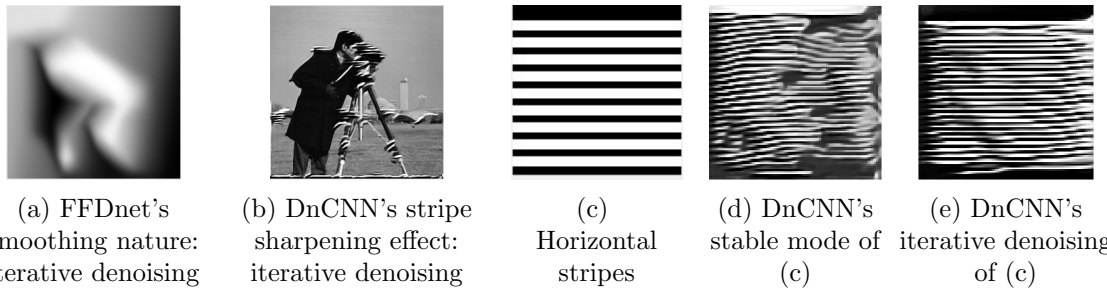 (a) FFDnet's
moothing nature:
terative denoising
(b) DnCNN's stripe
sharpening effect:
iterative denoising
(c)
Horizontal
stripes
(d) DnCNN's
stable mode of
(c)
(e) DnCNN's
iterative denoising
of (c)